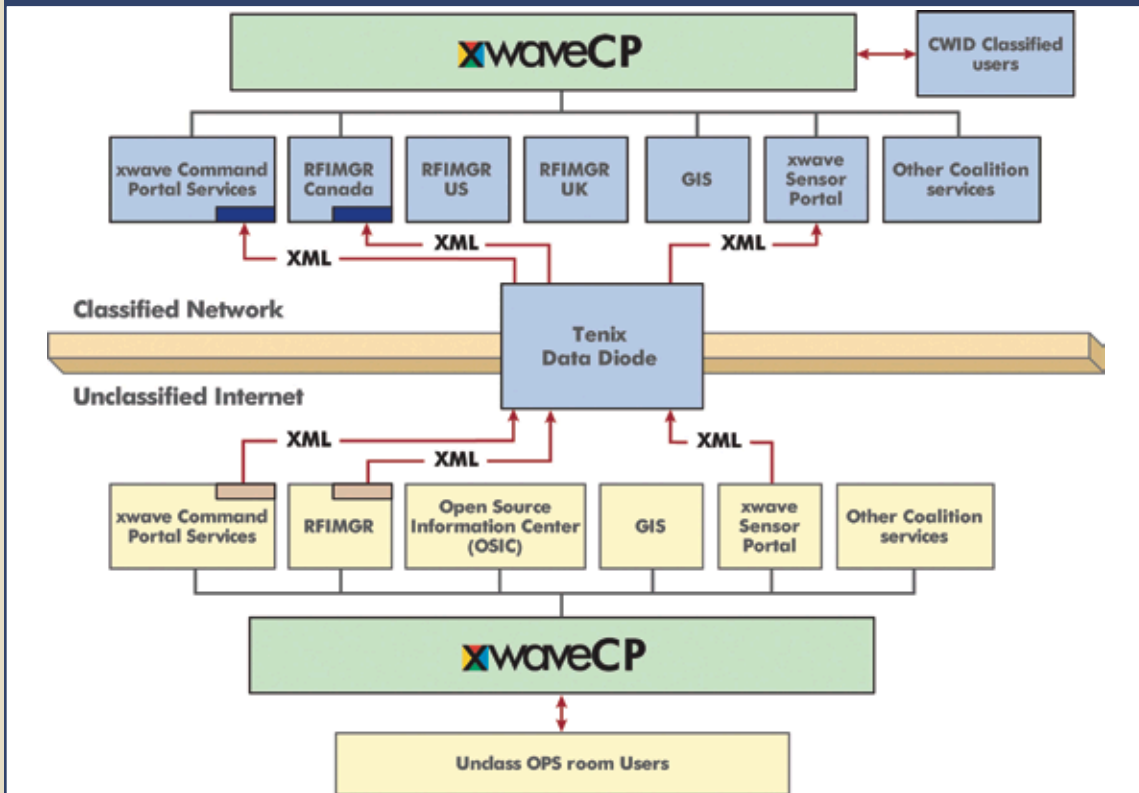 xwaveCP
CWID Classified
users
xwave Command
Portal Services
RFIMGR
Canada
RFIMGR
US
RFIMGR
UK
GIS
xwave
Sensor
Portal
Other Coalition
services
XML
XML
XML
Classified Network
Tenix
Data Diode
Unclassified Internet
XML
XML
XML
xwave Command
Portal Services
RFIMGR
Open Source
Information Center
(OSIC)
GIS
xwave
Sensor
Portal
Other Coalition
services
xwaveCP
Unclass OPS room Users